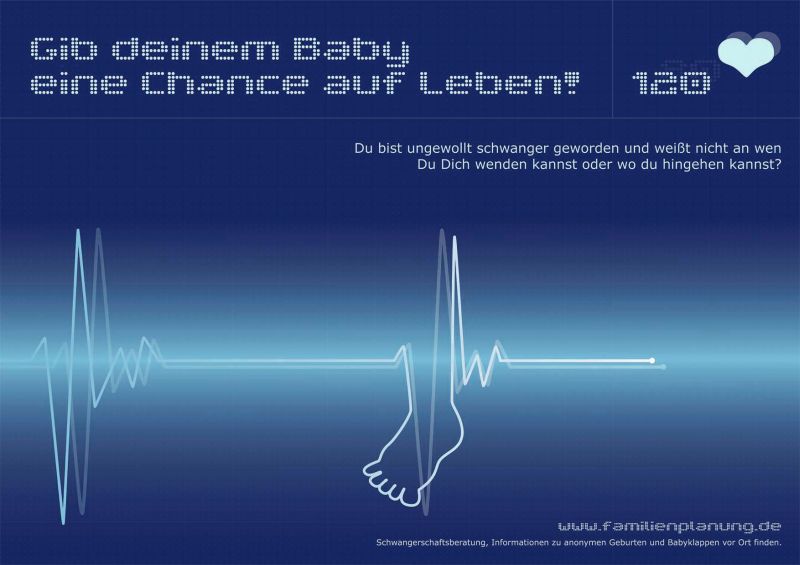 Gib deinem Baby
eine Chance auf Leben!
120
Du bist ungewollt schwanger geworden und weißt nicht an wen
Du Dich wenden kannst oder wo du hingehen kannst?
www.familienplanung.de
Schwangerschaftsberatung, Informationen zu anonymen Geburten und Babyklappen vor Ort finden.